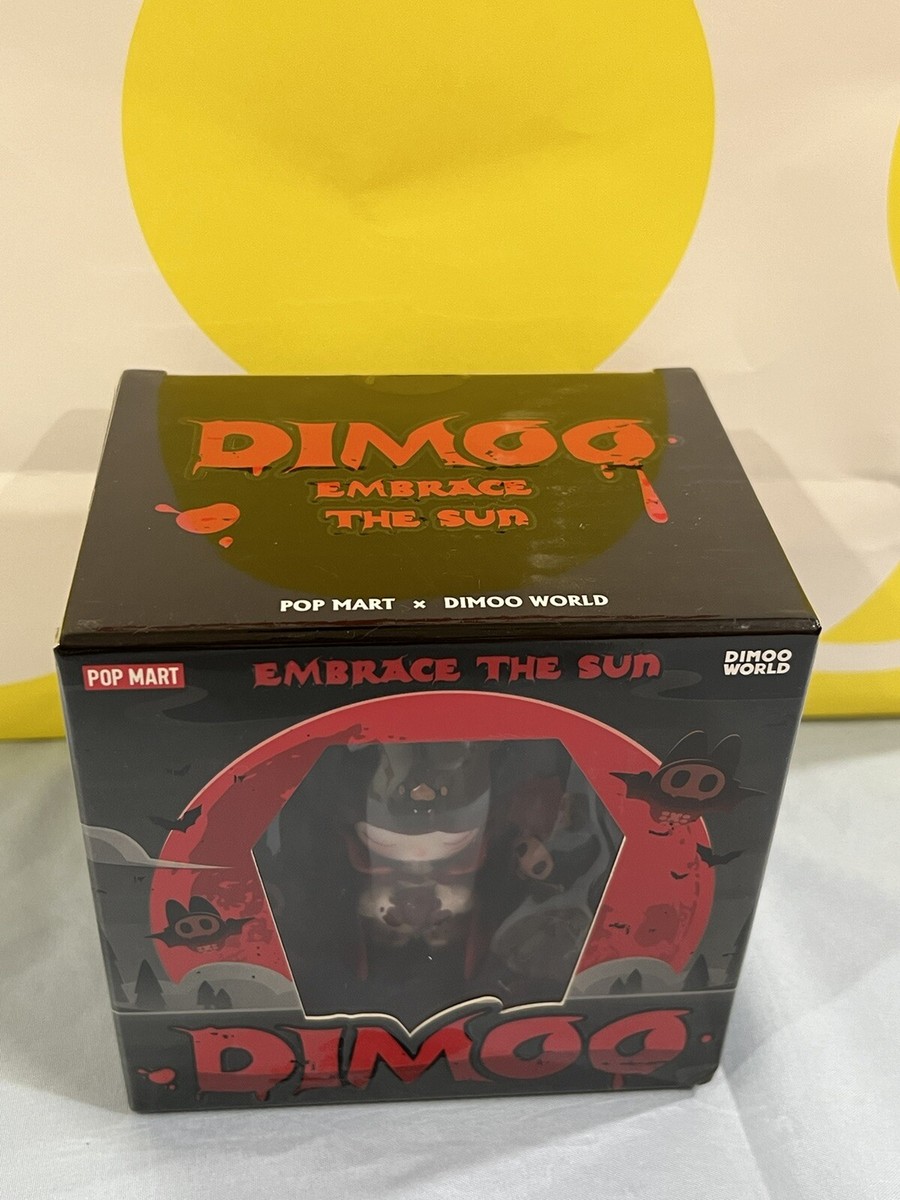 DIMOO
EMBRACE
THE SUN
POP MART × DIMOO WORLD
POP MART
EMBRACE THE SUN
DIMOO
WORLD
DIMOO